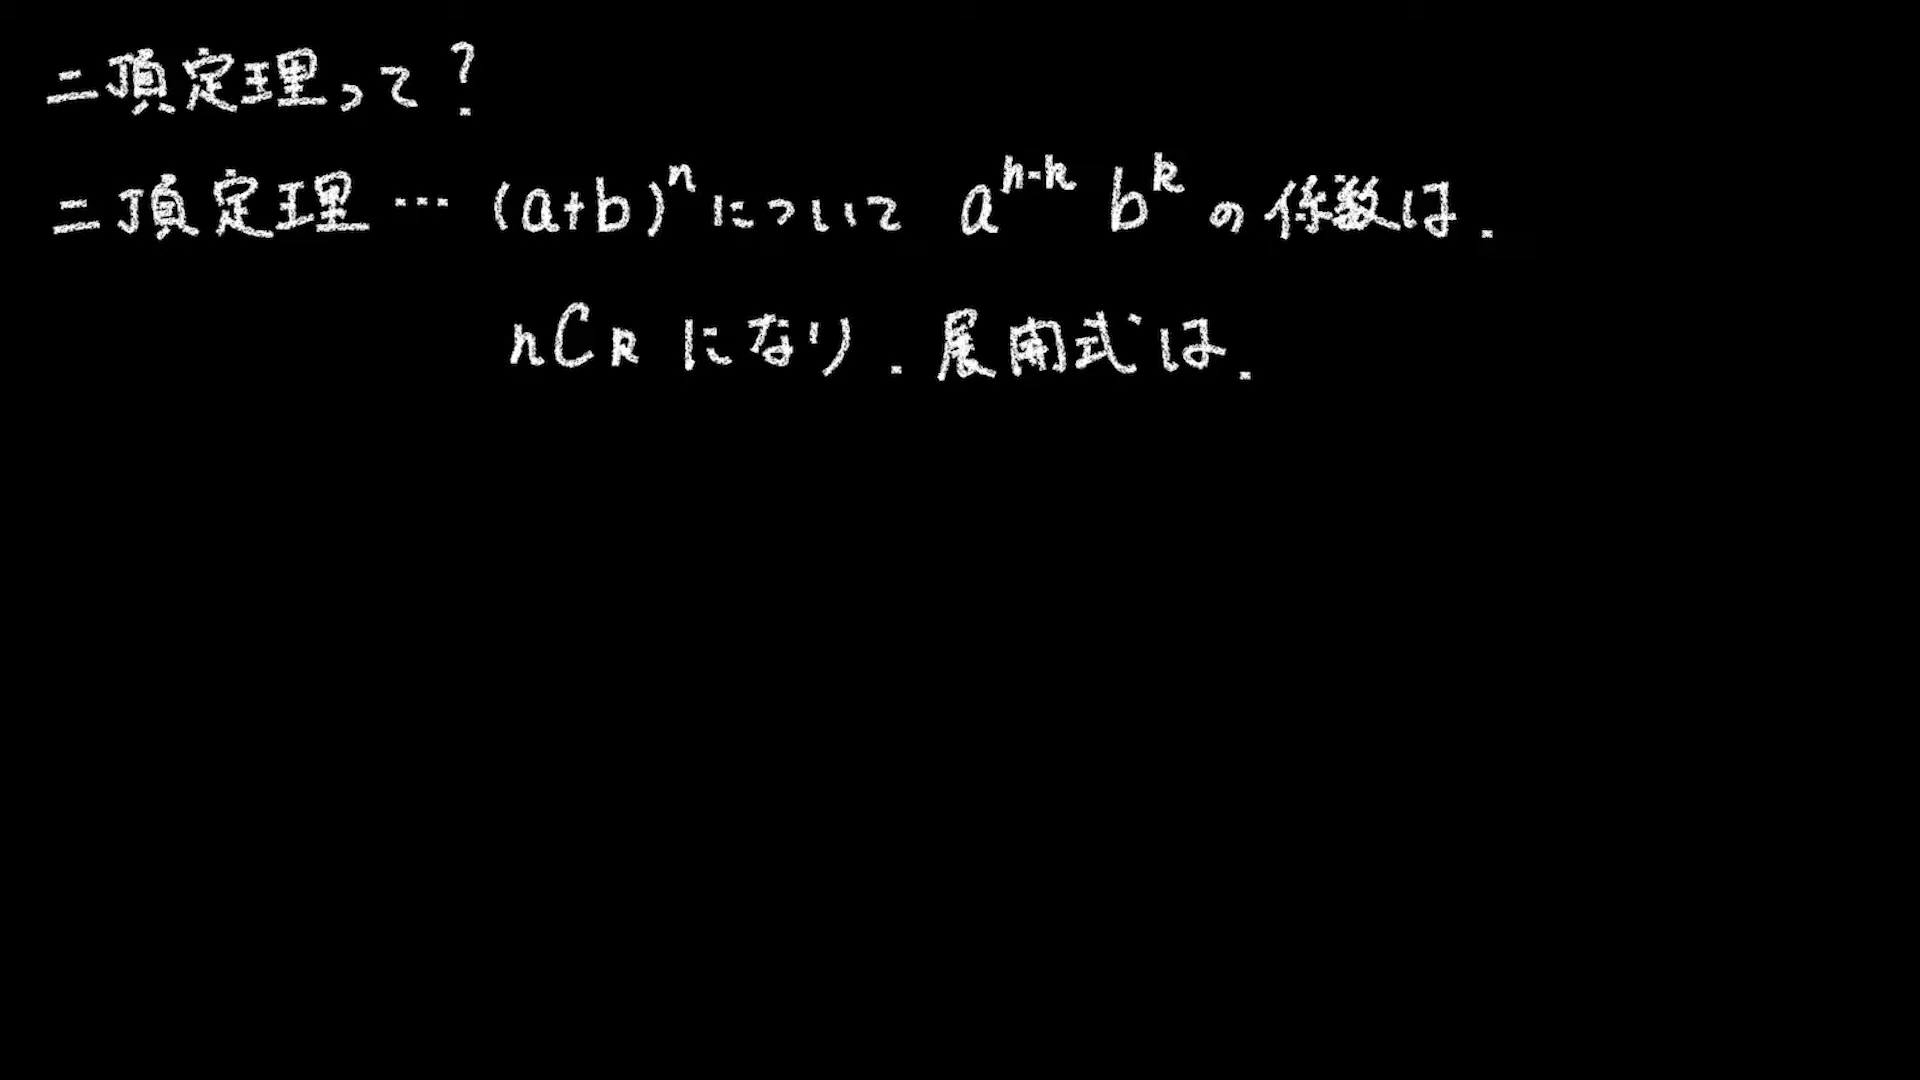 二項定理って?
二項定理…(a+b)^n について a^{n-k} b^k の係数は.
nCk になり.展開式は.